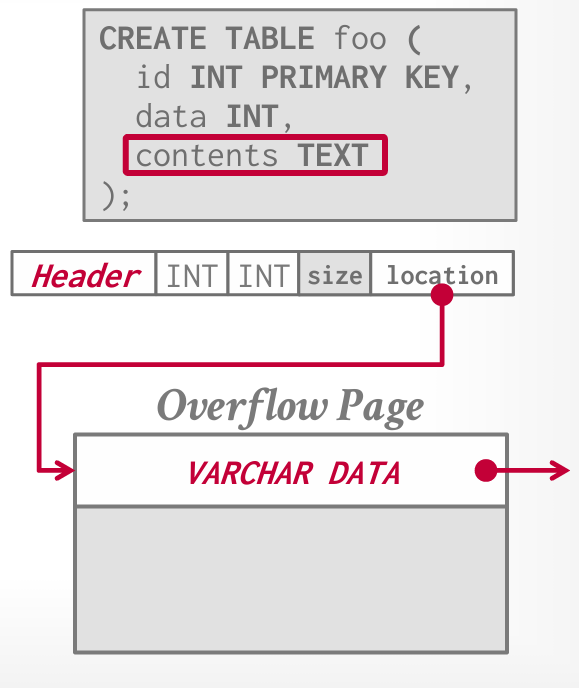 CREATE TABLE foo (
id INT PRIMARY KEY,
data INT,
contents TEXT
);
Header INT INT size location
Overflow Page
VARCHAR DATA